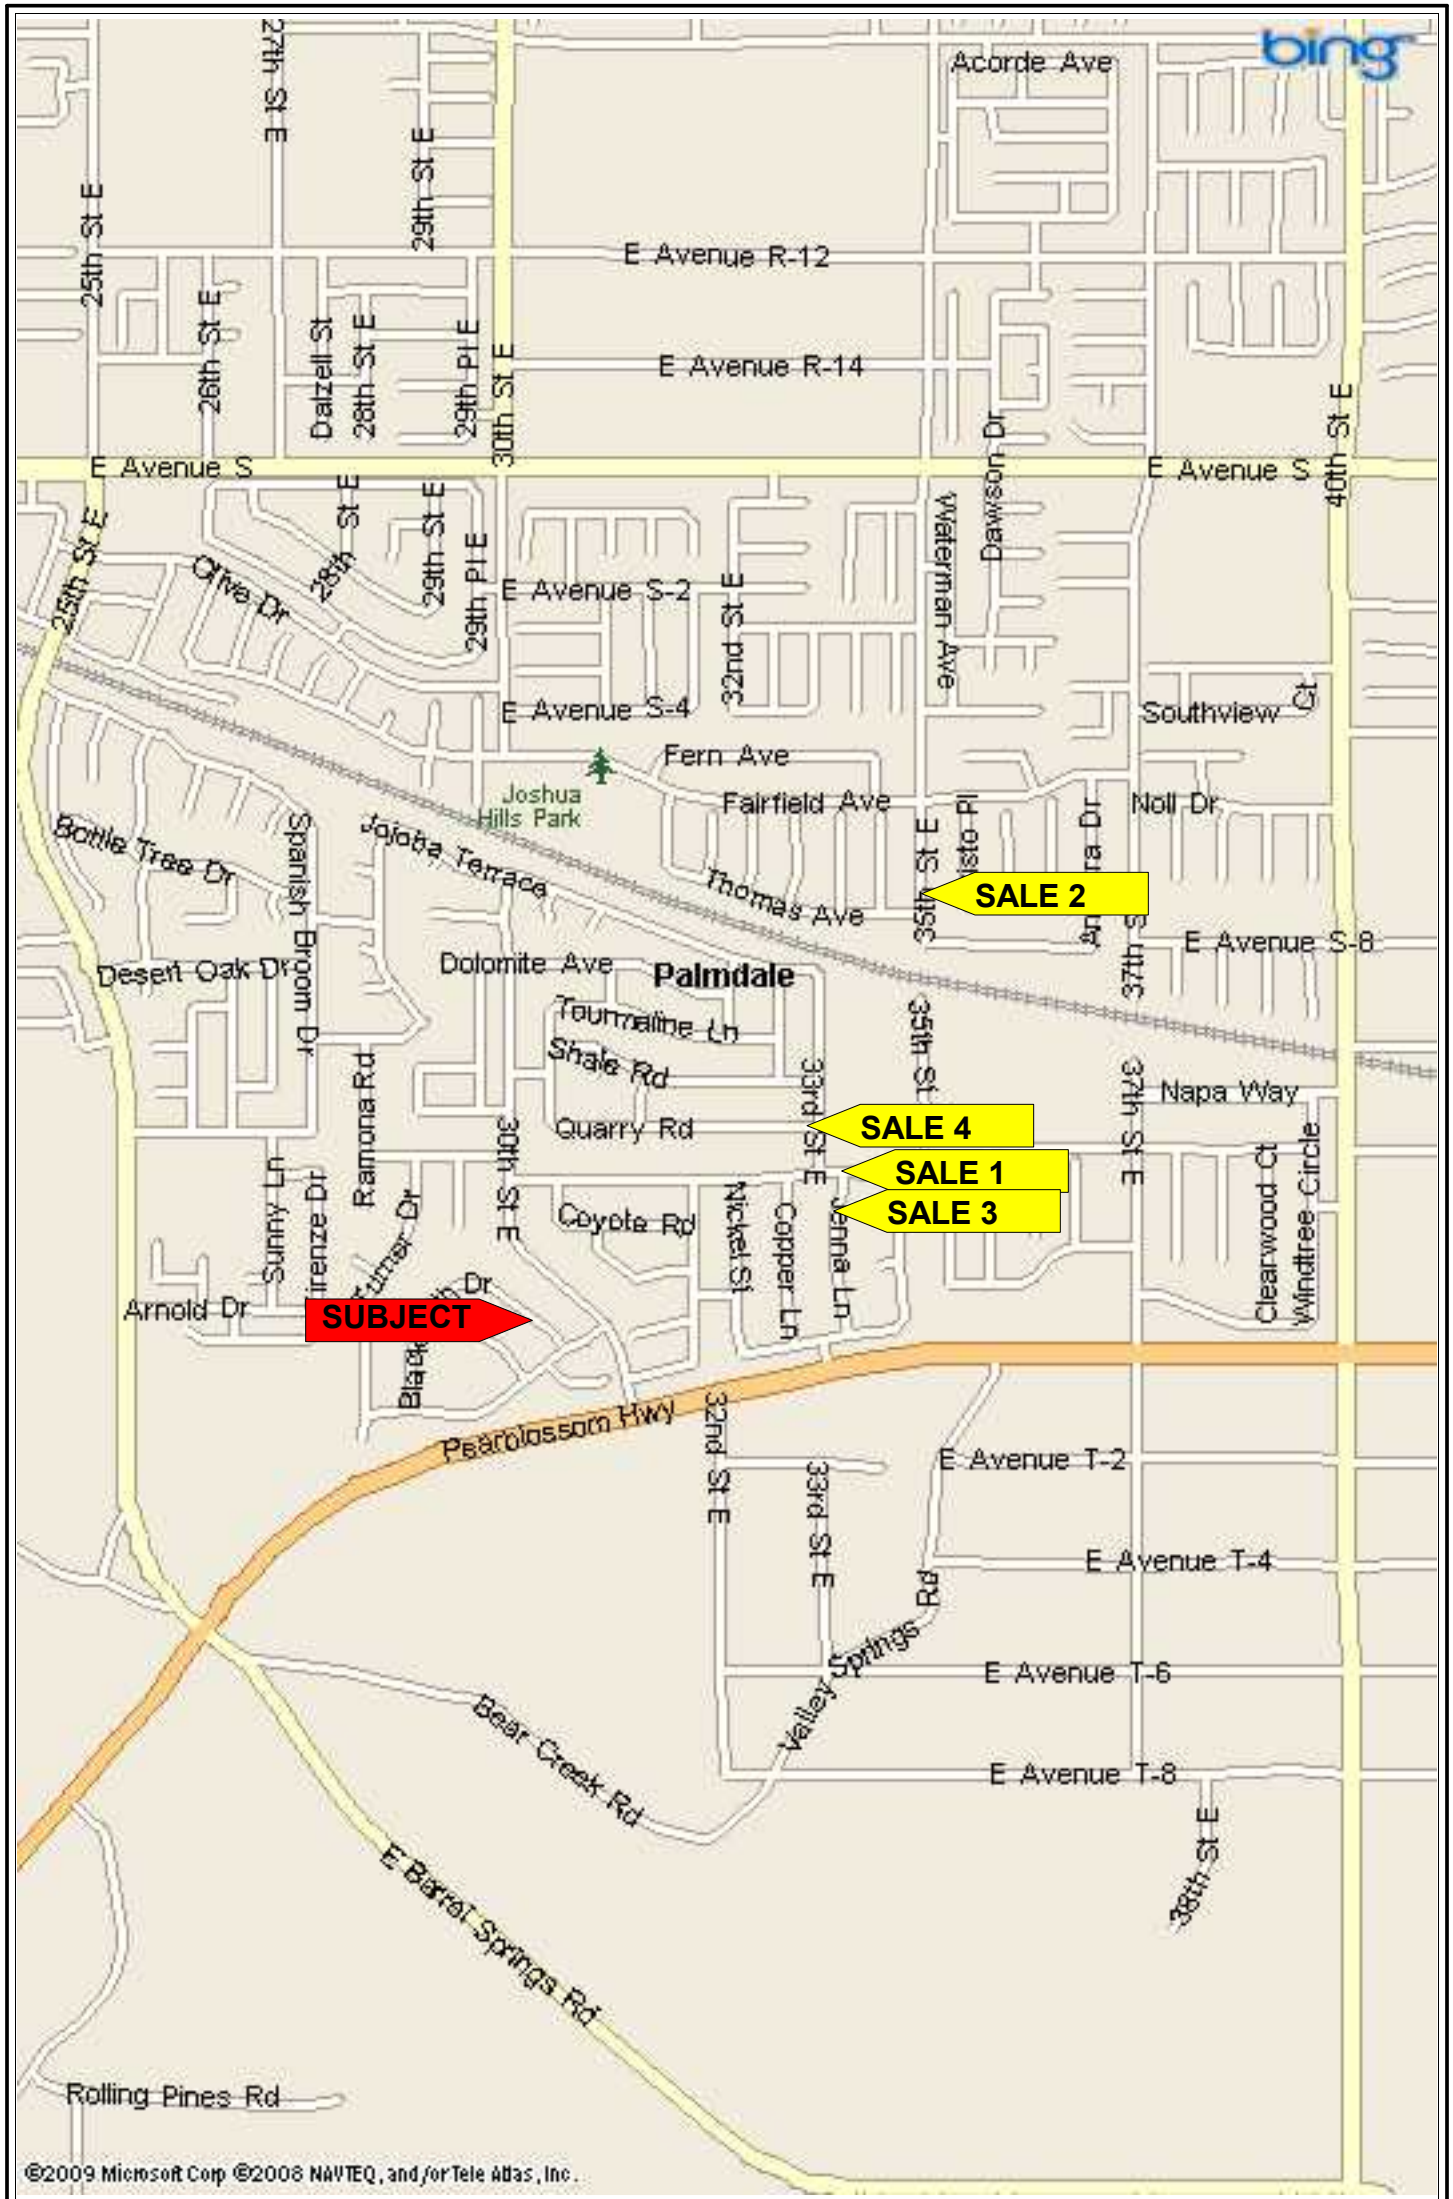 bing
27th St E
Acorde Ave
29th St E
25th St E
E Avenue R-12
26th St E
Dalzell St
28th St E
29th Pl E
30th St E
E Avenue R-14
40th St E
Dawson Dr
E Avenue S
E Avenue S
28th St E
29th St E
25th St E
Olive Dr
29th Pl E
E Avenue S-2
32nd St E
Waterman Ave
E Avenue S-4
Southview Ct
Fern Ave
Joshua
Hills Park
Fairfield Ave
Noll Dr
Bottle Tree Dr
Spanish Broom Dr
Jojoba Terrace
Thomas Ave
35th St E
SALE 2
37th S
E Avenue S-8
Desert Oak Dr
Dolomite Ave
Palmdale
Tourmaline Ln
35th St
Shale Rd
33rd St E
Ramona Rd
Napa Way
37th St E
Quarry Rd
SALE 4
30th St E
SALE 1
Sunny Ln
irenze Dr
Turner Dr
Coyote Rd
Nickel St
Copper Ln
Jenna Ln
SALE 3
Clearwood Ct
Windtree Circle
Arnold Dr
Dr
SUBJECT
Pearblossom Hwy
32nd St E
33rd St E
E Avenue T-2
E Avenue T-4
Valley Springs Rd
E Avenue T-6
Bear Creek Rd
E Avenue T-8
38th St E
E Barrel Springs Rd
Rolling Pines Rd
©2009 Microsoft Corp ©2008 NAVTEQ, and/or Tele Atlas, Inc.